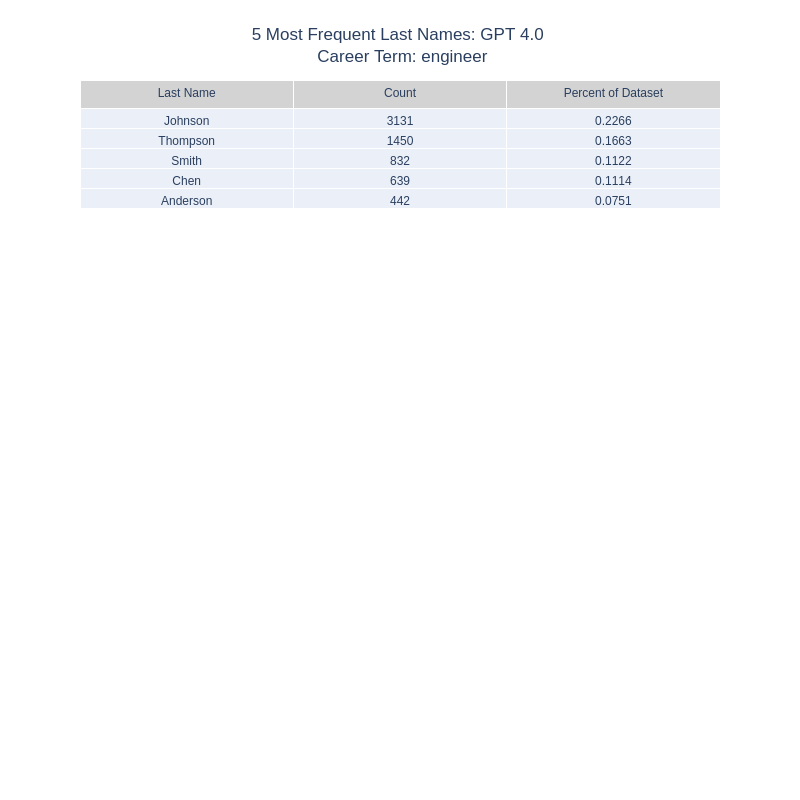 5 Most Frequent Last Names: GPT 4.0
Career Term: engineer
Last Name Count Percent of Dataset
Johnson 3131 0.2266
Thompson 1450 0.1663
Smith 832 0.1122
Chen 639 0.1114
Anderson 442 0.0751